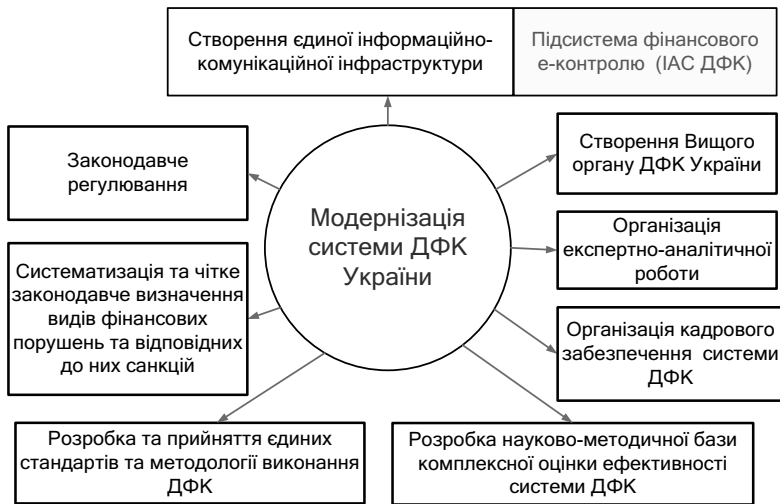 Створення єдиної інформаційно-
комунікаційної інфраструктури
Підсистема фінансового
е-контролю (ІАС ДФК)
Законодавче
регулювання
Створення Вищого
органу ДФК України
Модернізація
системи ДФК
України
Організація
експертно-аналітичної
роботи
Систематизація та чітке
законодавче визначення
видів фінансових
порушень та відповідних
до них санкцій
Організація кадрового
забезпечення системи
ДФК
Розробка та прийняття єдиних
стандартів та методології виконання
ДФК
Розробка науково-методичної бази
комплексної оцінки ефективності
системи ДФК